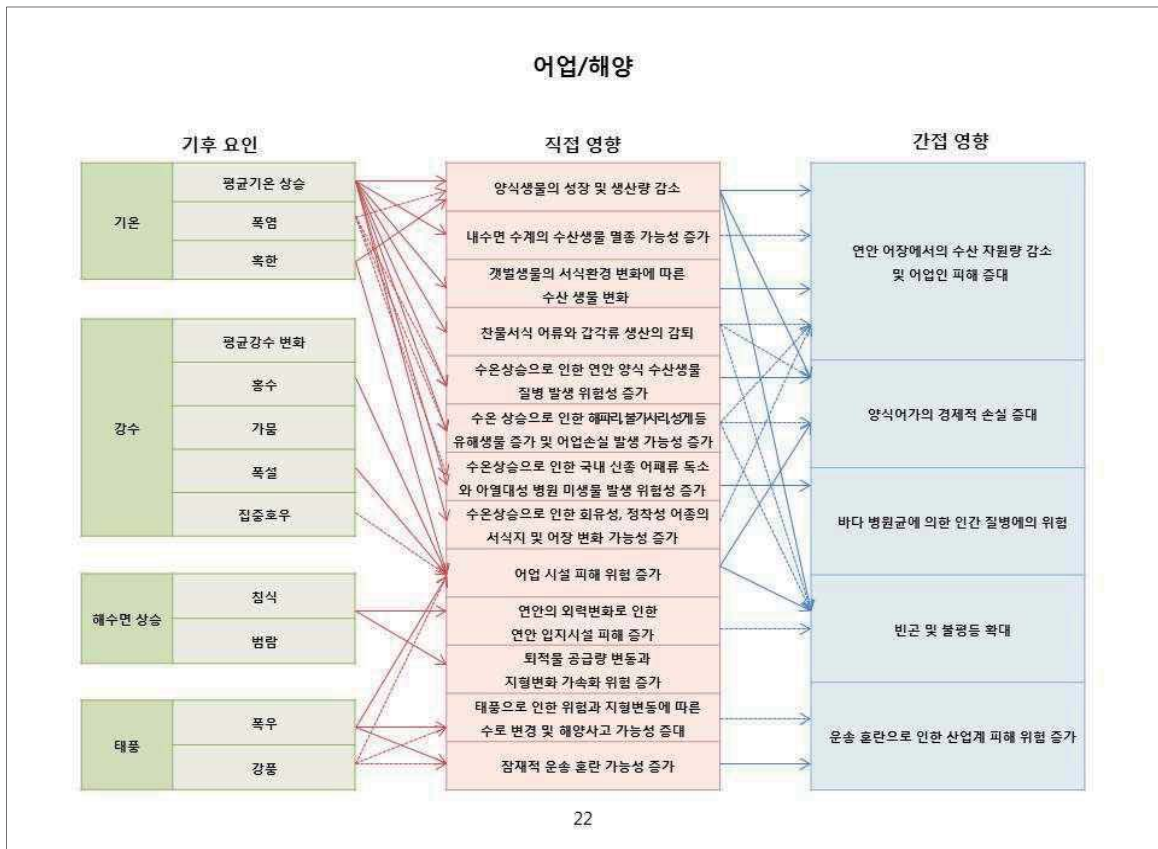 어업/해양
기후 요인
직접 영향
간접 영향
기온
평균기온 상승
폭염
혹한
강수
평균강수 변화
홍수
가뭄
폭설
집중호우
해수면 상승
침식
범람
태풍
폭우
강풍
양식생물의 성장 및 생산량 감소
내수면 수계의 수산생물 멸종 가능성 증가
갯벌생물의 서식환경 변화에 따른
수산 생물 변화
찬물서식 어류와 갑각류 생산의 감퇴
수온상승으로 인한 연안 양식 수산생물
질병 발생 위험성 증가
수온 상승으로 인한 해파리,불가사리,성게 등
유해생물 증가 및 어업손실 발생 가능성 증가
수온상승으로 인한 국내 신종 어패류 독소
와 아열대성 병원 미생물 발생 위험성 증가
수온상승으로 인한 회유성, 정착성 어종의
서식지 및 어장 변화 가능성 증가
어업 시설 피해 위험 증가
연안의 외력변화로 인한
연안 입지시설 피해 증가
퇴적물 공급량 변동과
지형변화 가속화 위험 증가
태풍으로 인한 위험과 지형변동에 따른
수로 변경 및 해양사고 가능성 증대
잠재적 운송 혼란 가능성 증가
연안 어장에서의 수산 자원량 감소
및 어업인 피해 증대
양식어가의 경제적 손실 증대
바다 병원균에 의한 인간 질병에의 위험
빈곤 및 불평등 확대
운송 혼란으로 인한 산업계 피해 위험 증가
22